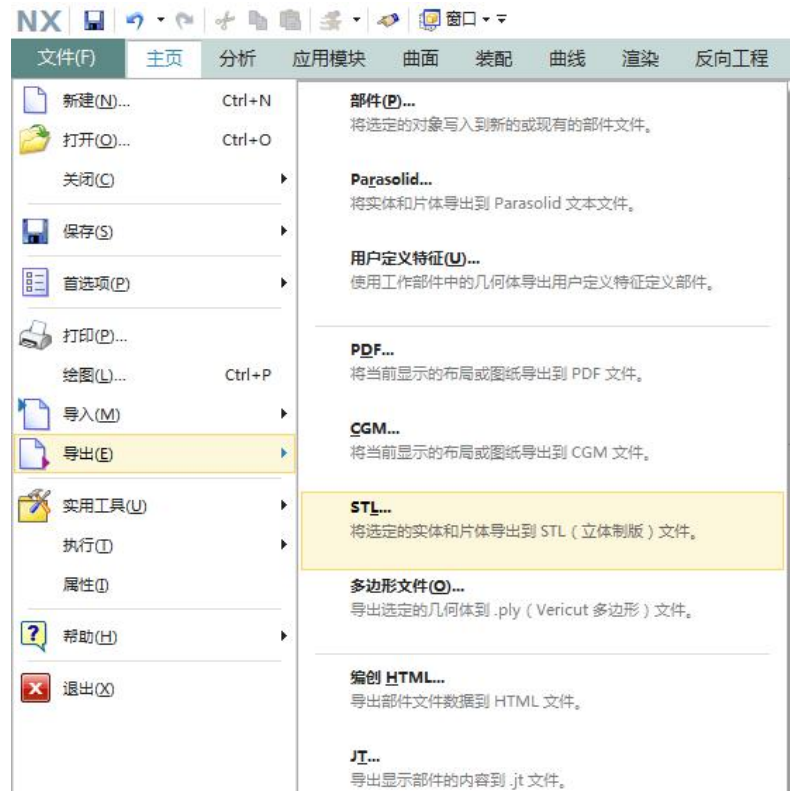 NX 窗口
文件(F) 主页 分析 应用模块 曲面 装配 曲线 渲染 反向工程
新建(N)... Ctrl+N
打开(O)... Ctrl+O
关闭(C)
保存(S)
首选项(P)
打印(P)...
绘图(L)... Ctrl+P
导入(M)
导出(E)
实用工具(U)
执行(T)
属性(I)
帮助(H)
退出(X)
部件(P)...
将选定的对象写入到新的或现有的部件文件。
Parasolid...
将实体和片体导出到 Parasolid 文本文件。
用户定义特征(U)...
使用工作部件中的几何体导出用户定义特征定义部件。
PDF...
将当前显示的布局或图纸导出到 PDF 文件。
CGM...
将当前显示的布局或图纸导出到 CGM 文件。
STL...
将选定的实体和片体导出到 STL（立体制版）文件。
多边形文件(O)...
导出选定的几何体到 .ply（Vericut 多边形）文件。
编创 HTML...
导出部件文件数据到 HTML 文件。
JT...
导出显示部件的内容到 .jt 文件。